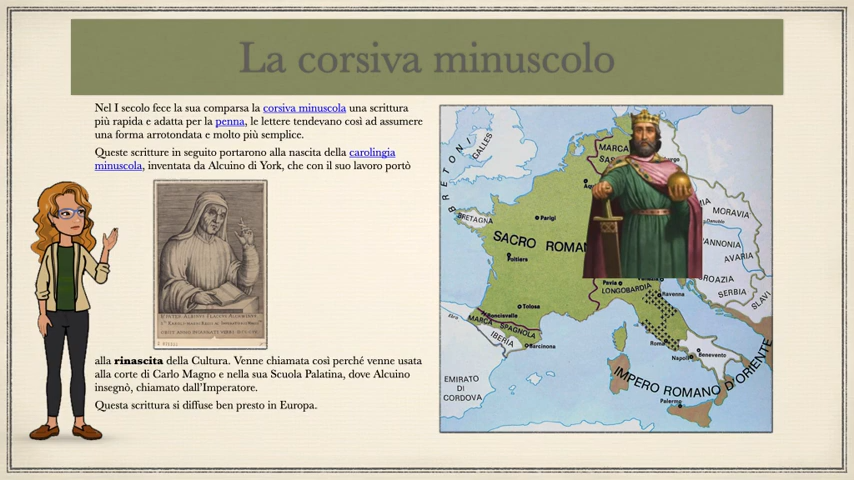 La corsiva minuscolo
Nel I secolo fece la sua comparsa la corsiva minuscola una scrittura
più rapida e adatta per la penna, le lettere tendevano così ad assumere
una forma arrotondata e molto più semplice.
Queste scritture in seguito portarono alla nascita della carolingia
minuscola, inventata da Alcuino di York, che con il suo lavoro portò
alla rinascita della Cultura. Venne chiamata così perché venne usata
alla corte di Carlo Magno e nella sua Scuola Palatina, dove Alcuino
insegnò, chiamato dall'Imperatore.
Questa scrittura si diffuse ben presto in Europa.
BRETONI
GALLES
MARCA
BRETAGNA
Parigi
SACRO ROMAN
Poitiers
MORAVIA
Danubio
AVARIA
SERBIA
SLAVI
Pavia
LONGOBARDIA
Ravenna
Tolosa
Roncisvalle
MARCA SPAGNOLA
Ebro
IBERIA
Barcellona
Roma
Napoli
Benevento
IMPERO ROMANO D'ORIENTE
EMIRATO
DI
CORDOVA
Palermo